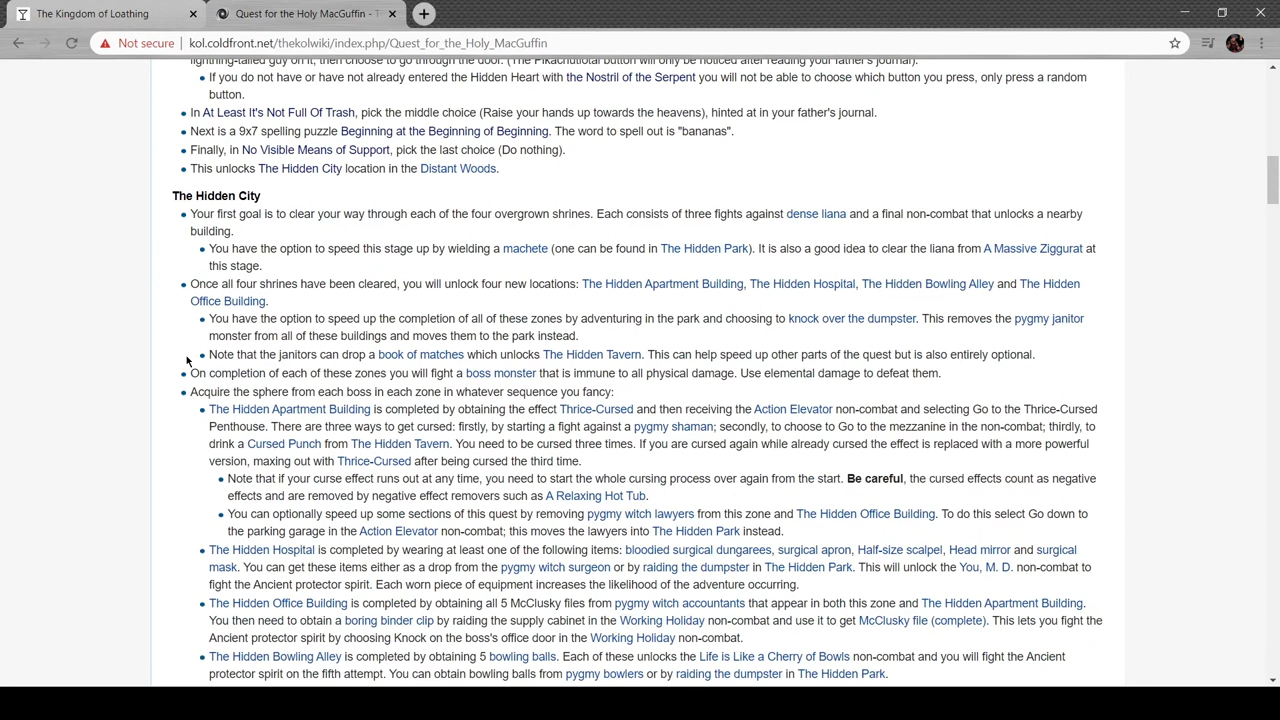 The Kingdom of Loathing
Quest for the Holy MacGuffin - T
Not secure | kol.coldfront.net/thekolwiki/index.php/Quest_for_the_Holy_MacGuffin
lightning-tailed guy on it, then choose to go through the door. (The Pikachutlotal button will only be noticed after reading your father's journal).
If you do not have or have not already entered the Hidden Heart with the Nostril of the Serpent you will not be able to choose which button you press, only press a random
button.
In At Least It's Not Full Of Trash, pick the middle choice (Raise your hands up towards the heavens), hinted at in your father's journal.
Next is a 9x7 spelling puzzle Beginning at the Beginning of Beginning. The word to spell out is "bananas".
Finally, in No Visible Means of Support, pick the last choice (Do nothing).
This unlocks The Hidden City location in the Distant Woods.
The Hidden City
Your first goal is to clear your way through each of the four overgrown shrines. Each consists of three fights against dense liana and a final non-combat that unlocks a nearby
building.
You have the option to speed this stage up by wielding a machete (one can be found in The Hidden Park). It is also a good idea to clear the liana from A Massive Ziggurat at
this stage.
Once all four shrines have been cleared, you will unlock four new locations: The Hidden Apartment Building, The Hidden Hospital, The Hidden Bowling Alley and The Hidden
Office Building.
You have the option to speed up the completion of all of these zones by adventuring in the park and choosing to knock over the dumpster. This removes the pygmy janitor
monster from all of these buildings and moves them to the park instead.
Note that the janitors can drop a book of matches which unlocks The Hidden Tavern. This can help speed up other parts of the quest but is also entirely optional.
On completion of each of these zones you will fight a boss monster that is immune to all physical damage. Use elemental damage to defeat them.
Acquire the sphere from each boss in each zone in whatever sequence you fancy:
The Hidden Apartment Building is completed by obtaining the effect Thrice-Cursed and then receiving the Action Elevator non-combat and selecting Go to the Thrice-Cursed
Penthouse. There are three ways to get cursed: firstly, by starting a fight against a pygmy shaman; secondly, to choose to Go to the mezzanine in the non-combat; thirdly, to
drink a Cursed Punch from The Hidden Tavern. You need to be cursed three times. If you are cursed again while already cursed the effect is replaced with a more powerful
version, maxing out with Thrice-Cursed after being cursed the third time.
Note that if your curse effect runs out at any time, you need to start the whole cursing process over again from the start. Be careful, the cursed effects count as negative
effects and are removed by negative effect removers such as A Relaxing Hot Tub.
You can optionally speed up some sections of this quest by removing pygmy witch lawyers from this zone and The Hidden Office Building. To do this select Go down to
the parking garage in the Action Elevator non-combat; this moves the lawyers into The Hidden Park instead.
The Hidden Hospital is completed by wearing at least one of the following items: bloodied surgical dungarees, surgical apron, Half-size scalpel, Head mirror and surgical
mask. You can get these items either as a drop from the pygmy witch surgeon or by raiding the dumpster in The Hidden Park. This will unlock the You, M. D. non-combat to
fight the Ancient protector spirit. Each worn piece of equipment increases the likelihood of the adventure occurring.
The Hidden Office Building is completed by obtaining all 5 McClusky files from pygmy witch accountants that appear in both this zone and The Hidden Apartment Building.
You then need to obtain a boring binder clip by raiding the supply cabinet in the Working Holiday non-combat and use it to get McClusky file (complete). This lets you fight the
Ancient protector spirit by choosing Knock on the boss's office door in the Working Holiday non-combat.
The Hidden Bowling Alley is completed by obtaining 5 bowling balls. Each of these unlocks the Life is Like a Cherry of Bowls non-combat and you will fight the Ancient
protector spirit on the fifth attempt. You can obtain bowling balls from pygmy bowlers or by raiding the dumpster in The Hidden Park.